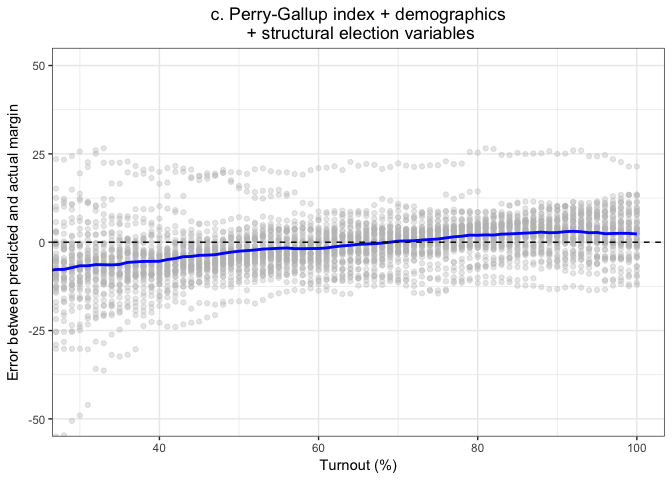 c. Perry-Gallup index + demographics
+ structural election variables
Error between predicted and actual margin
50
25
0
-25
-50
40
60
80
100
Turnout (%)